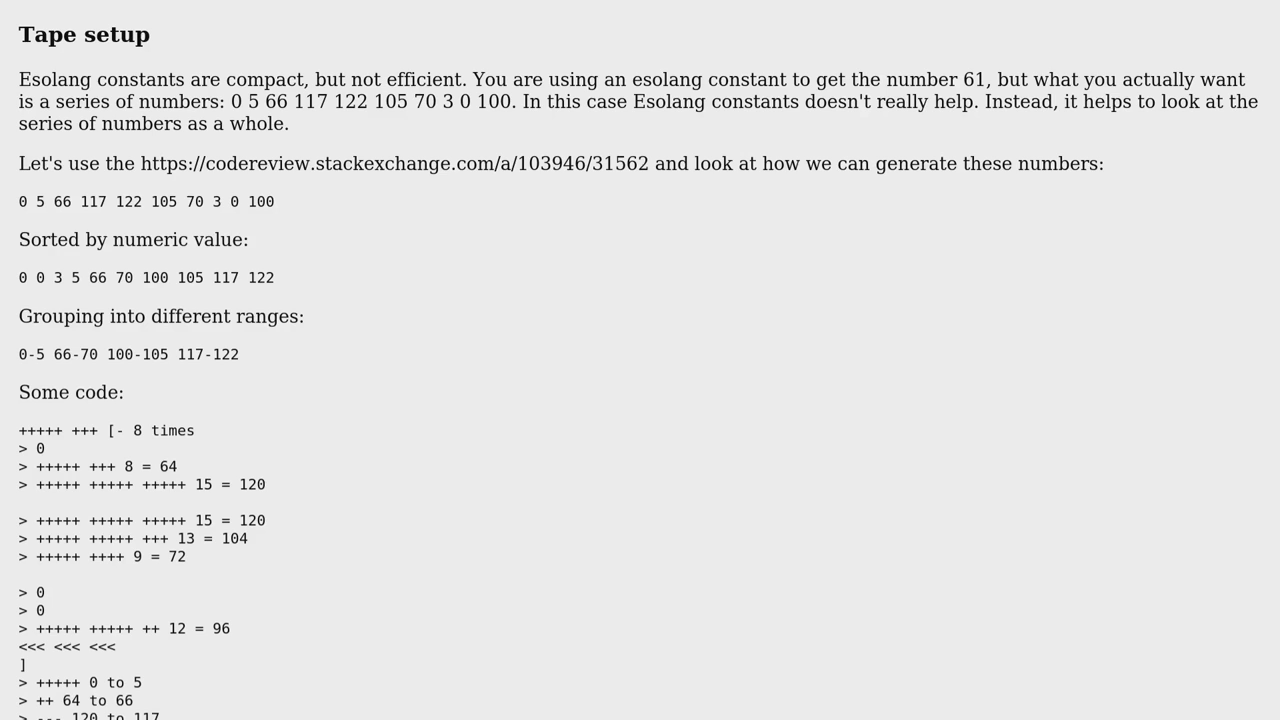 Tape setup
Esolang constants are compact, but not efficient. You are using an esolang constant to get the number 61, but what you actually want
is a series of numbers: 0 5 66 117 122 105 70 3 0 100. In this case Esolang constants doesn't really help. Instead, it helps to look at the
series of numbers as a whole.
Let's use the https://codereview.stackexchange.com/a/103946/31562 and look at how we can generate these numbers:
0 5 66 117 122 105 70 3 0 100
Sorted by numeric value:
0 0 3 5 66 70 100 105 117 122
Grouping into different ranges:
0-5 66-70 100-105 117-122
Some code:
+++++ +++ [- 8 times
> 0
> +++++ +++ 8 = 64
> +++++ +++++ +++++ 15 = 120
> +++++ +++++ +++++ 15 = 120
> +++++ +++++ +++ 13 = 104
> +++++ ++++ 9 = 72
> 0
> 0
> +++++ +++++ ++ 12 = 96
<<< <<< <<<
]
> +++++ 0 to 5
> ++ 64 to 66
> --- 120 to 117